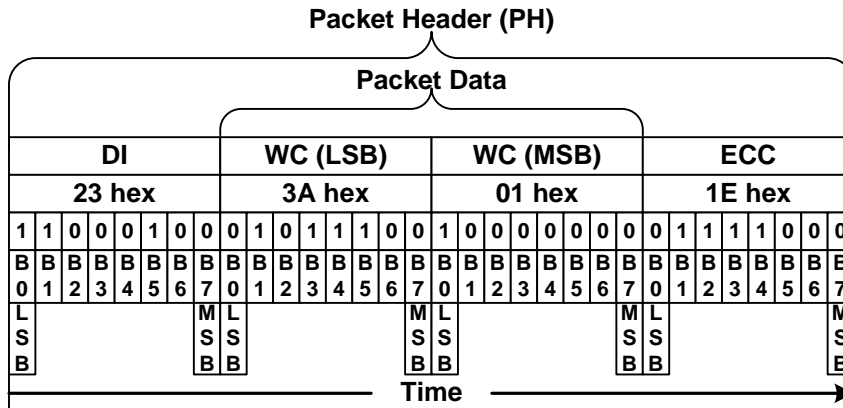 Packet Header (PH)
Packet Data
DI WC (LSB) WC (MSB) ECC
23 hex 3A hex 01 hex 1E hex
1 1 0 0 0 1 0 0 0 1 0 1 1 1 0 0 1 0 0 0 0 0 0 0 0 1 1 1 1 0 0 0
B B B B B B B B B B B B B B B B B B B B B B B B B B B B B B B B
0 1 2 3 4 5 6 7 0 1 2 3 4 5 6 7 0 1 2 3 4 5 6 7 0 1 2 3 4 5 6 7
L M L M L M L M
S S S S S S S S
B B B B B B B B
Time